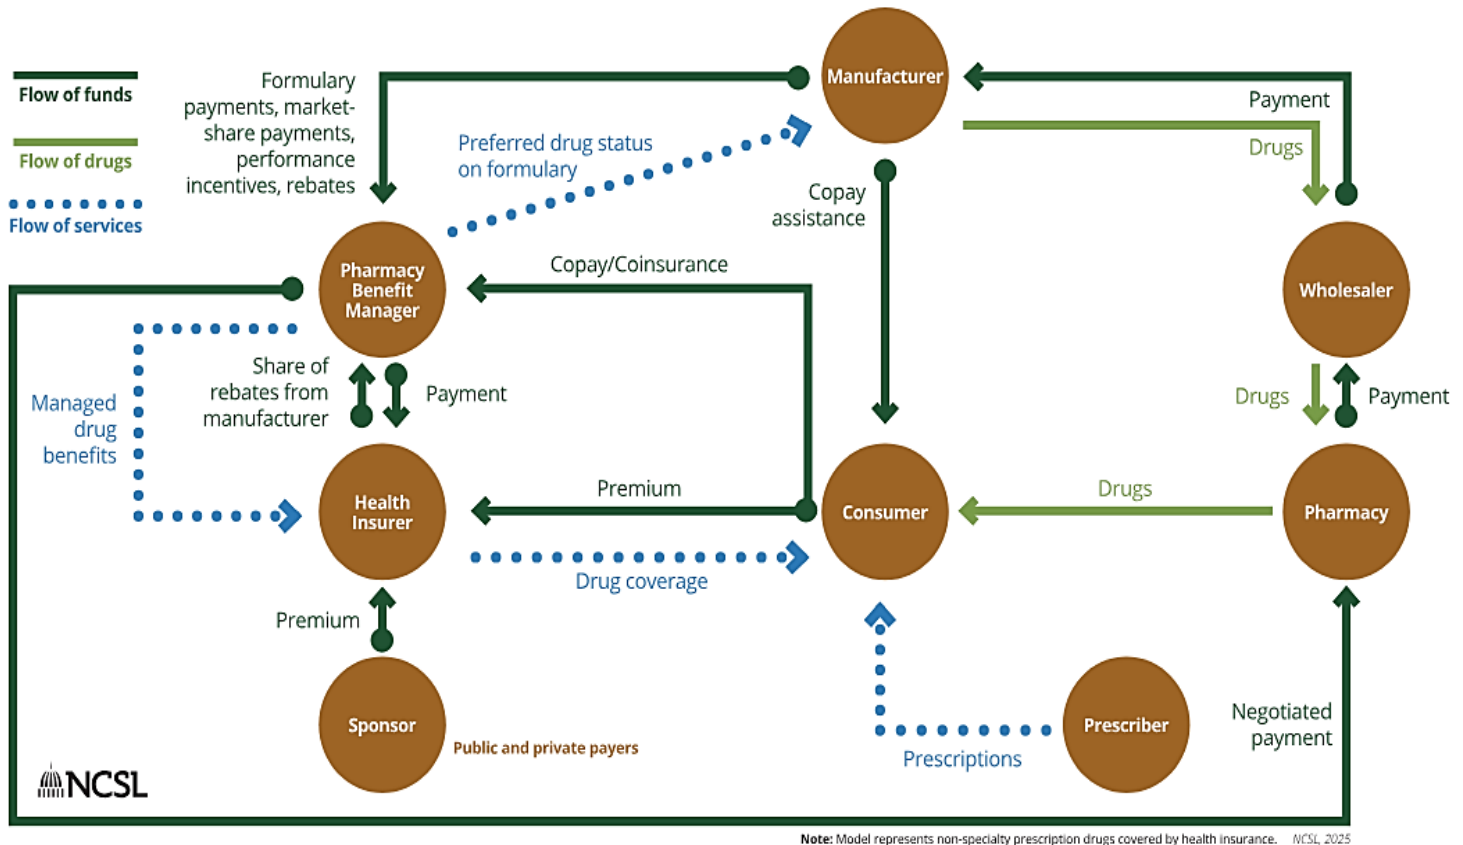 Flow of funds
Flow of drugs
Flow of services
Formulary
payments, market-
share payments,
performance
incentives, rebates
Preferred drug status
on formulary
Manufacturer
Payment
Drugs
Copay
assistance
Pharmacy
Benefit
Manager
Copay/Coinsurance
Wholesaler
Share of
rebates from
manufacturer
Payment
Managed
drug
benefits
Drugs
Payment
Health
Insurer
Premium
Consumer
Drugs
Pharmacy
Drug coverage
Premium
Sponsor
Public and private payers
Prescriber
Prescriptions
Negotiated
payment
NCSL
Note: Model represents non-specialty prescription drugs covered by health insurance. NCSL, 2025